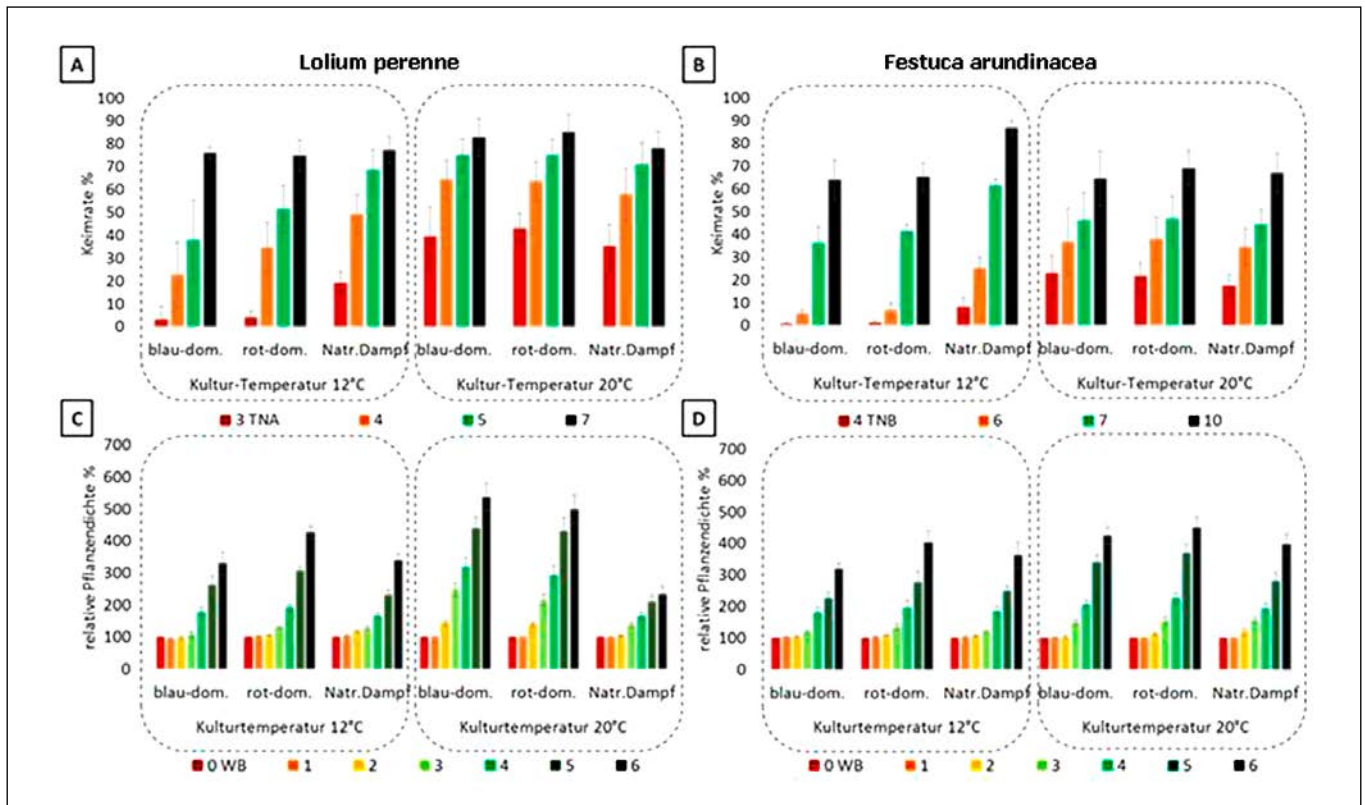 A
Lolium perenne
B
Festuca arundinacea
Keimrate %
100
90
80
70
60
50
40
30
20
10
0
blau-dom. rot-dom. Natr.Dampf blau-dom. rot-dom. Natr.Dampf
Kultur-Temperatur 12°C Kultur-Temperatur 20°C
3 TNA 4 5 7
Keimrate %
100
90
80
70
60
50
40
30
20
10
0
blau-dom. rot-dom. Natr.Dampf blau-dom. rot-dom. Natr.Dampf
Kultur-Temperatur 12°C Kultur-Temperatur 20°C
4 TNB 6 7 10
C
relative Pflanzendichte %
700
600
500
400
300
200
100
0
blau-dom. rot-dom. Natr.Dampf blau-dom. rot-dom. Natr.Dampf
Kulturtemperatur 12°C Kulturtemperatur 20°C
0 WB 1 2 3 4 5 6
D
relative Pflanzendichte %
700
600
500
400
300
200
100
0
blau-dom. rot-dom. Natr.Dampf blau-dom. rot-dom. Natr.Dampf
Kulturtemperatur 12°C Kulturtemperatur 20°C
0 WB 1 2 3 4 5 6